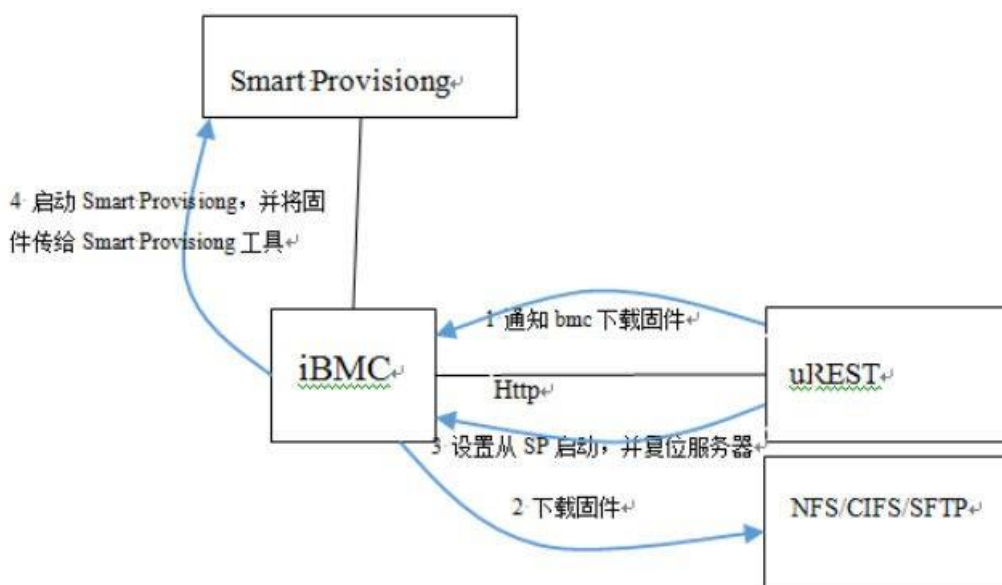 Smart Provisiong↵
4 启动 Smart Provisiong，并将固
件传给 Smart Provisiong 工具↵
1 通知 bmc 下载固件↵
iBMC↵
uREST↵
Http↵
3 设置从 SP 启动，并复位服务器↵
2 下载固件↵
NFS/CIFS/SFTP↵